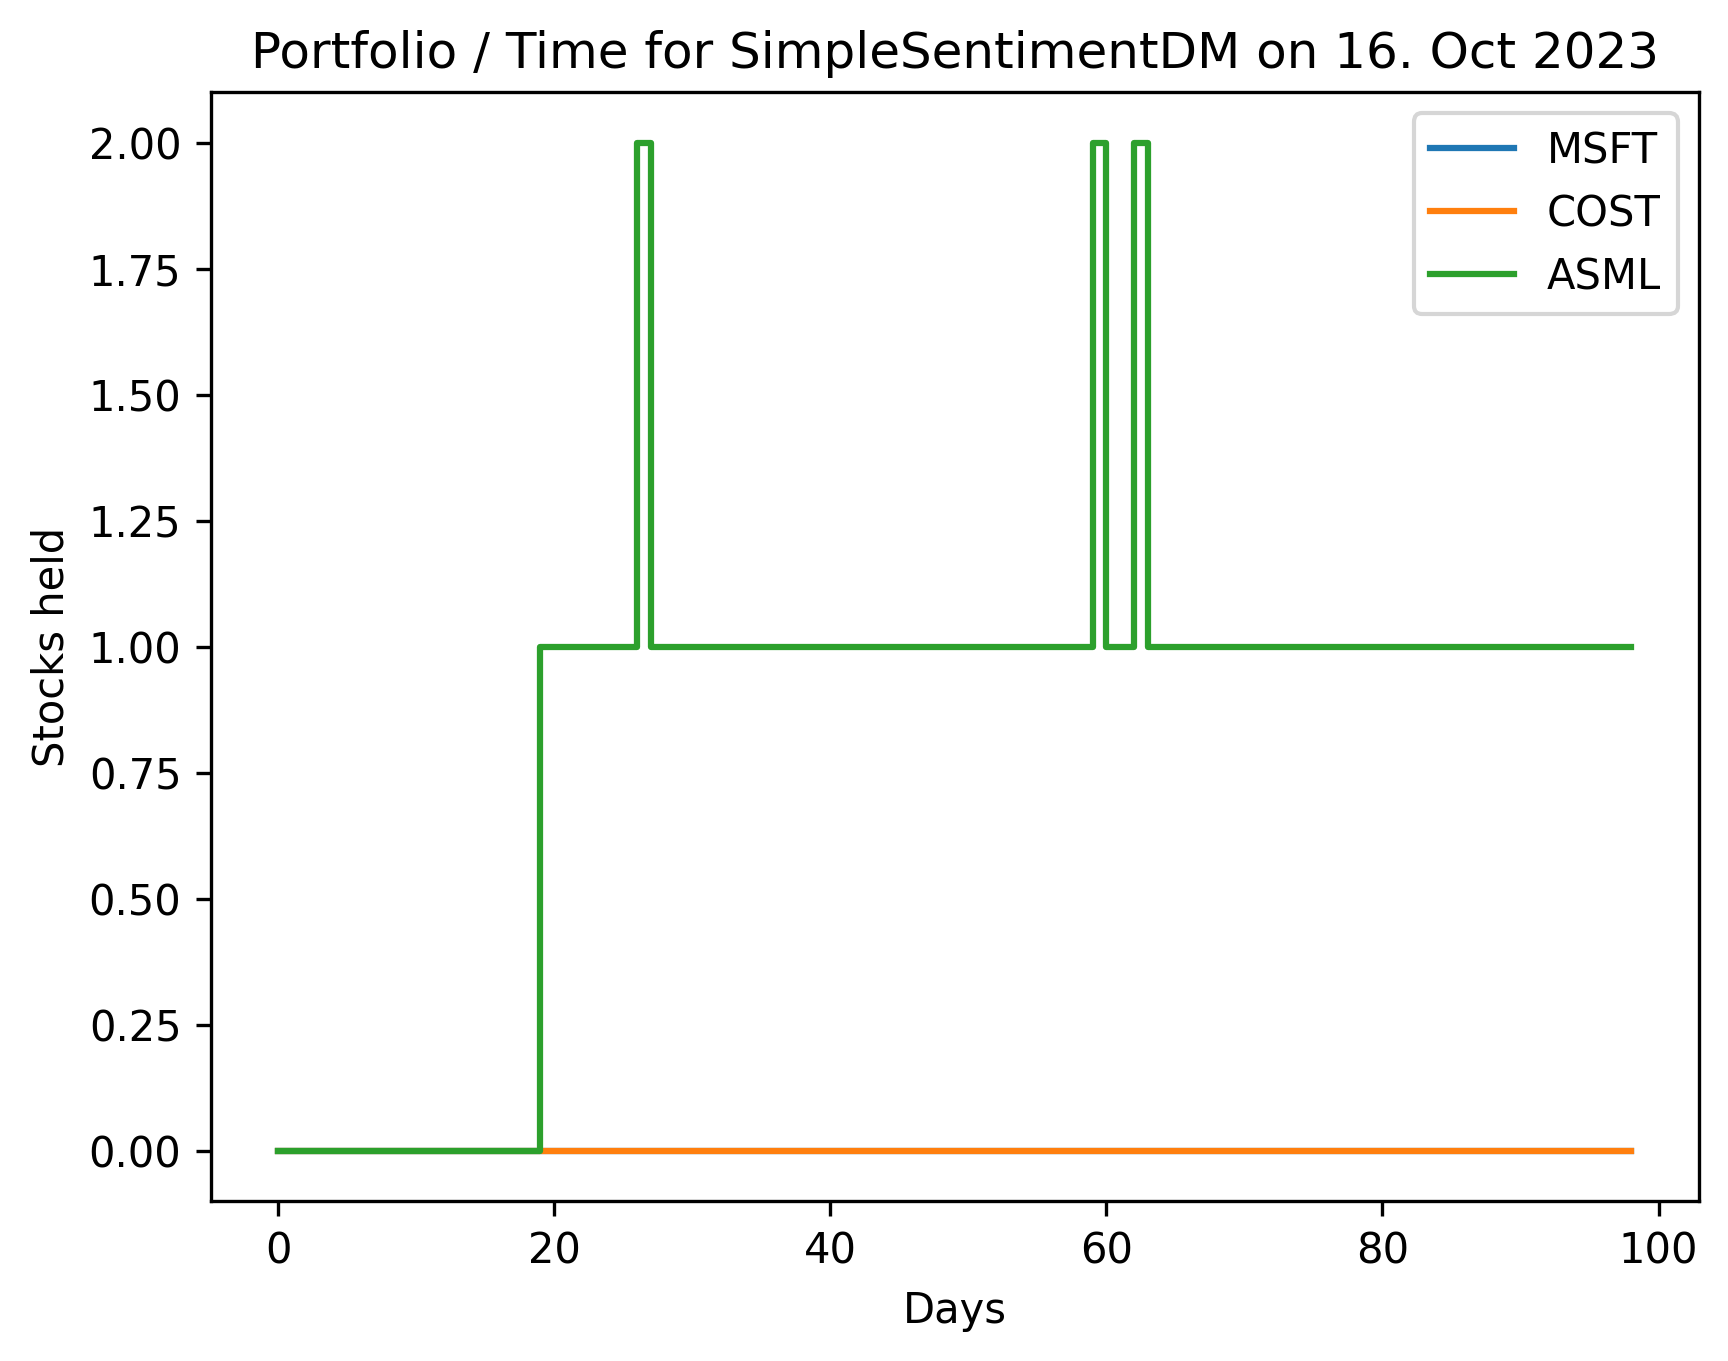 Portfolio / Time for SimpleSentimentDM on 16. Oct 2023
MSFT
COST
ASML
Stocks held
2.00
1.75
1.50
1.25
1.00
0.75
0.50
0.25
0.00
0 20 40 60 80 100
Days